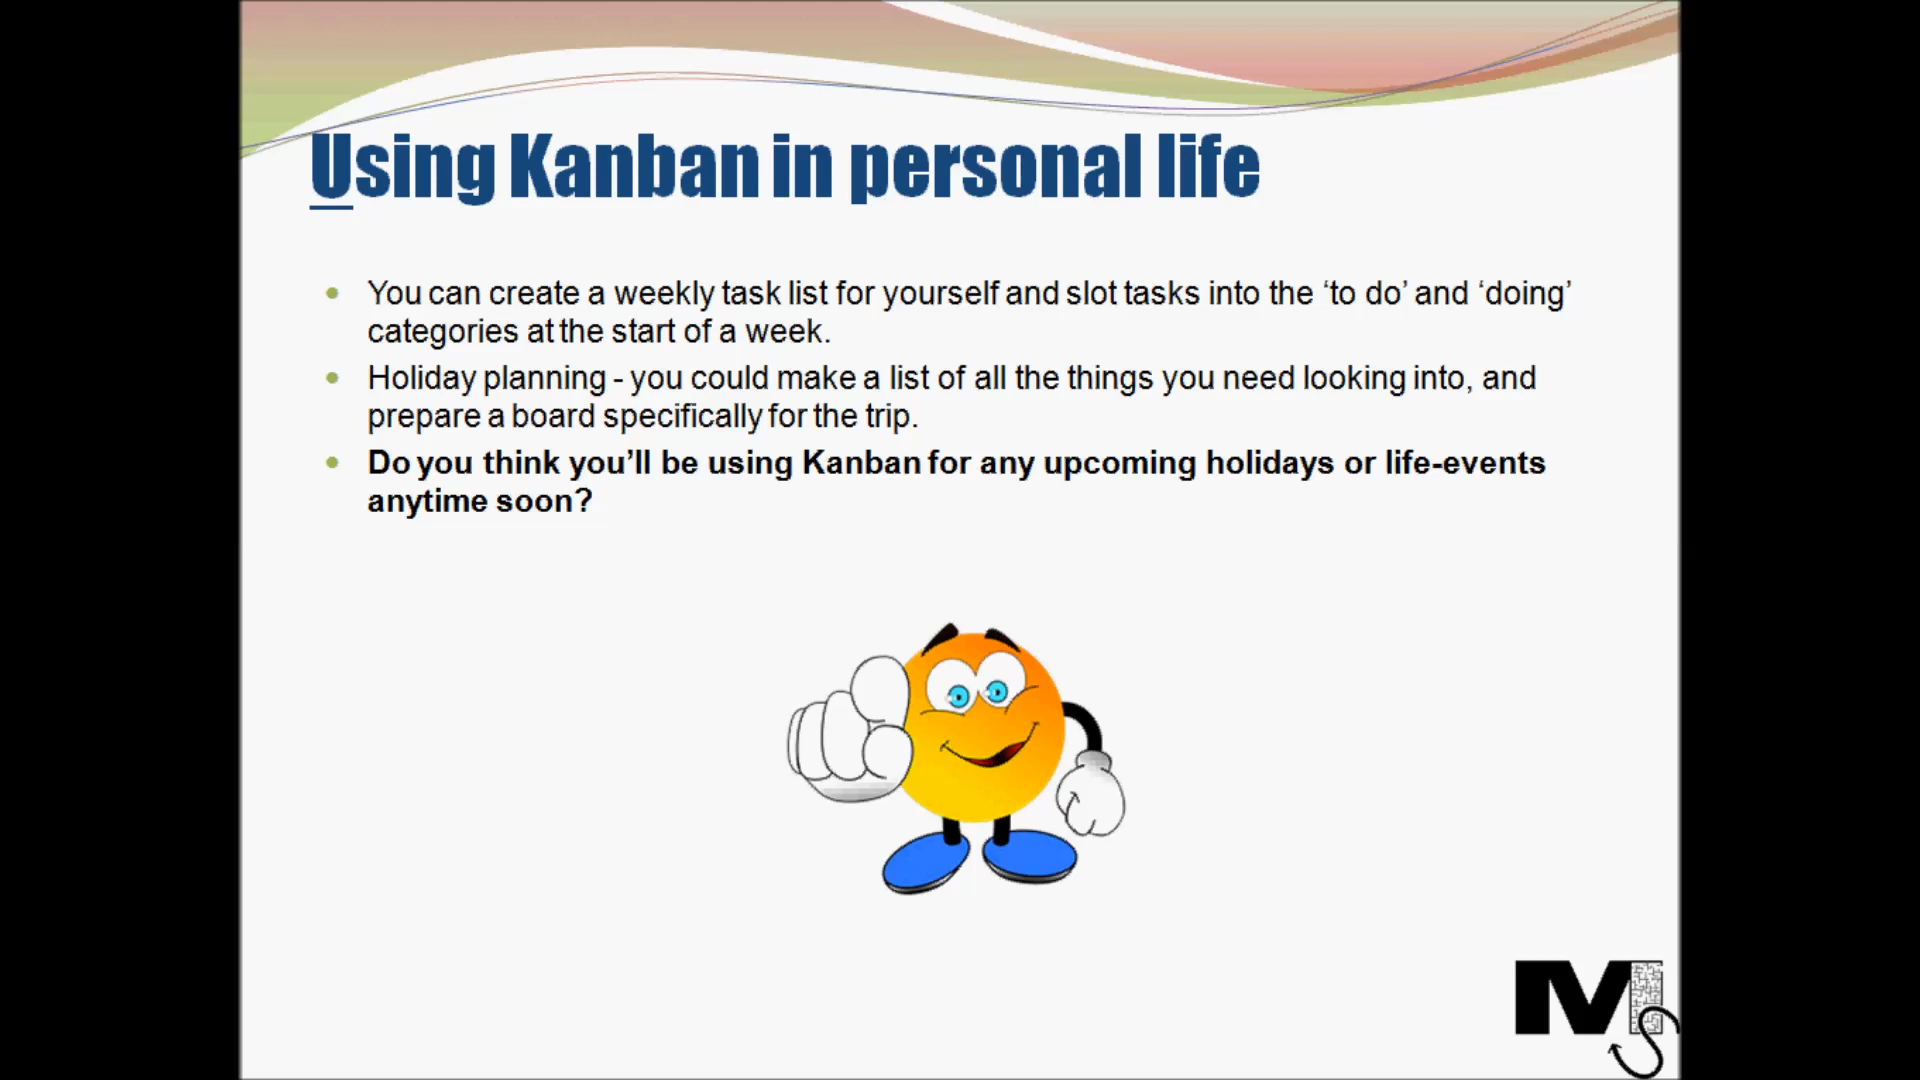 Using Kanban in personal life
You can create a weekly task list for yourself and slot tasks into the ‘to do’ and ‘doing’
categories at the start of a week.
Holiday planning - you could make a list of all the things you need looking into, and
prepare a board specifically for the trip.
Do you think you’ll be using Kanban for any upcoming holidays or life-events
anytime soon?
MS